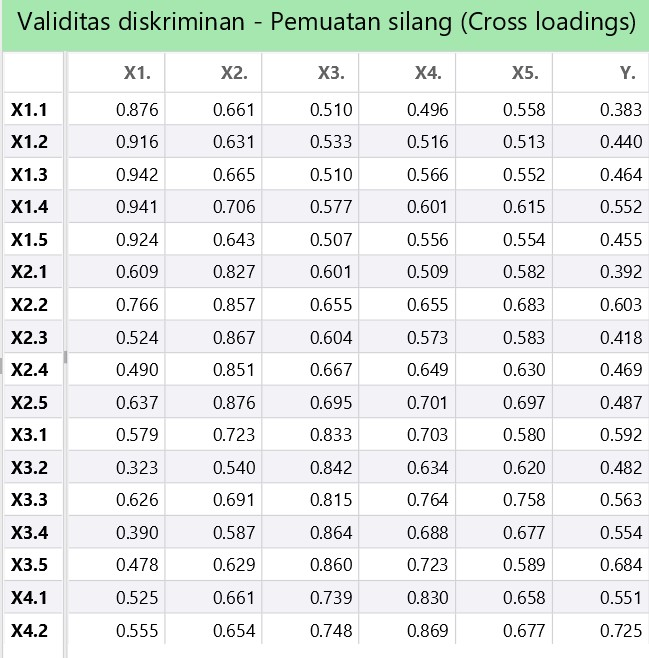 Validitas diskriminan - Pemuatan silang (Cross loadings)
X1. X2. X3. X4. X5. Y.
X1.1 0.876 0.661 0.510 0.496 0.558 0.383
X1.2 0.916 0.631 0.533 0.516 0.513 0.440
X1.3 0.942 0.665 0.510 0.566 0.552 0.464
X1.4 0.941 0.706 0.577 0.601 0.615 0.552
X1.5 0.924 0.643 0.507 0.556 0.554 0.455
X2.1 0.609 0.827 0.601 0.509 0.582 0.392
X2.2 0.766 0.857 0.655 0.655 0.683 0.603
X2.3 0.524 0.867 0.604 0.573 0.583 0.418
X2.4 0.490 0.851 0.667 0.649 0.630 0.469
X2.5 0.637 0.876 0.695 0.701 0.697 0.487
X3.1 0.579 0.723 0.833 0.703 0.580 0.592
X3.2 0.323 0.540 0.842 0.634 0.620 0.482
X3.3 0.626 0.691 0.815 0.764 0.758 0.563
X3.4 0.390 0.587 0.864 0.688 0.677 0.554
X3.5 0.478 0.629 0.860 0.723 0.589 0.684
X4.1 0.525 0.661 0.739 0.830 0.658 0.551
X4.2 0.555 0.654 0.748 0.869 0.677 0.725